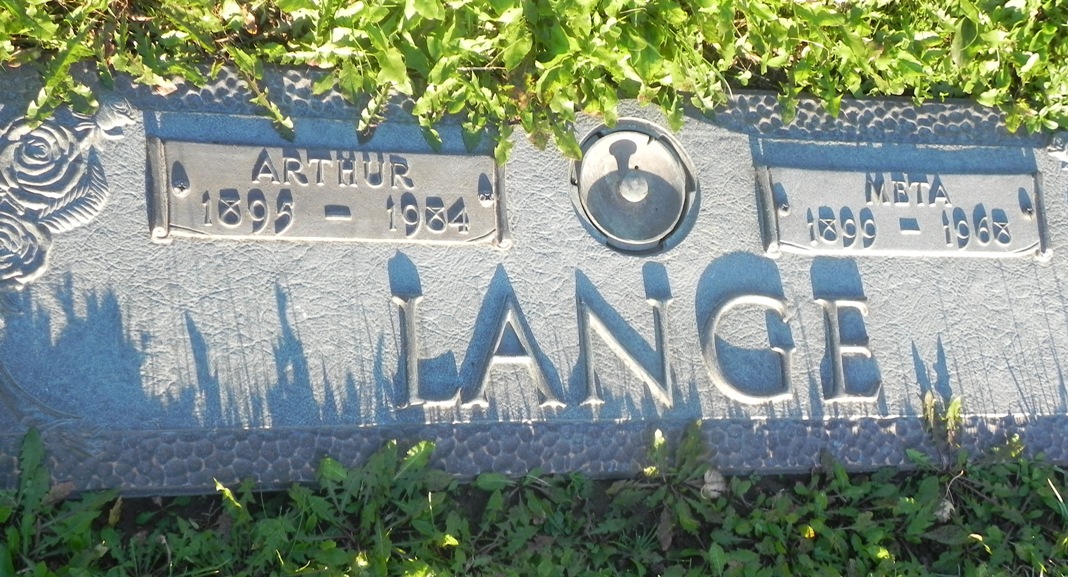 ARTHUR
1895 - 1984
META
1899 - 1968
LANGE